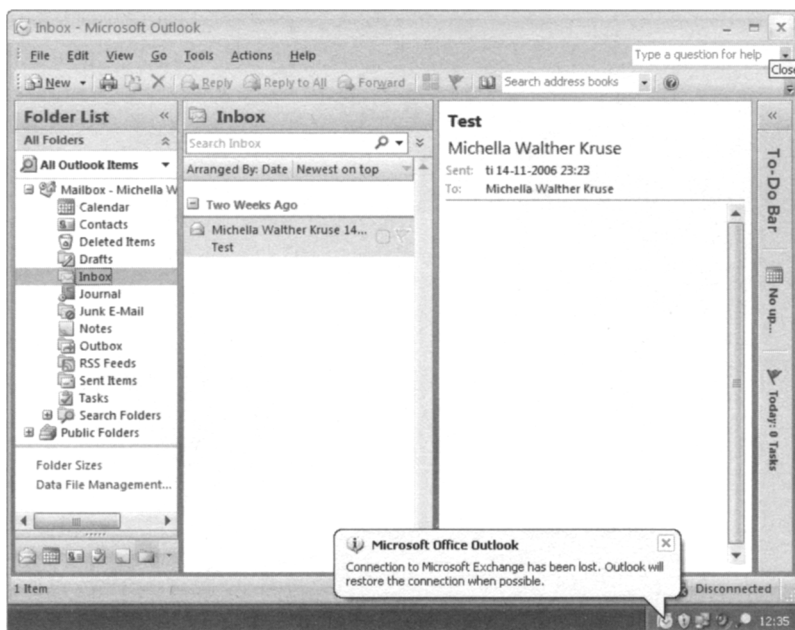 Inbox - Microsoft Outlook
File Edit View Go Tools Actions Help
Type a question for help
Close
New Reply Reply to All Forward Search address books
Folder List
All Folders
All Outlook Items
Mailbox - Michella W
Calendar
Contacts
Deleted Items
Drafts
Inbox
Journal
Junk E-Mail
Notes
Outbox
RSS Feeds
Sent Items
Tasks
Search Folders
Public Folders
Folder Sizes
Data File Management...
Inbox
Search Inbox
Arranged By: Date Newest on top
Two Weeks Ago
Michella Walther Kruse 14...
Test
Test
Michella Walther Kruse
Sent: ti 14-11-2006 23:23
To: Michella Walther Kruse
To-Do Bar
No up...
Today: 0 Tasks
Microsoft Office Outlook
Connection to Microsoft Exchange has been lost. Outlook will
restore the connection when possible.
1 Item
Disconnected
12:35